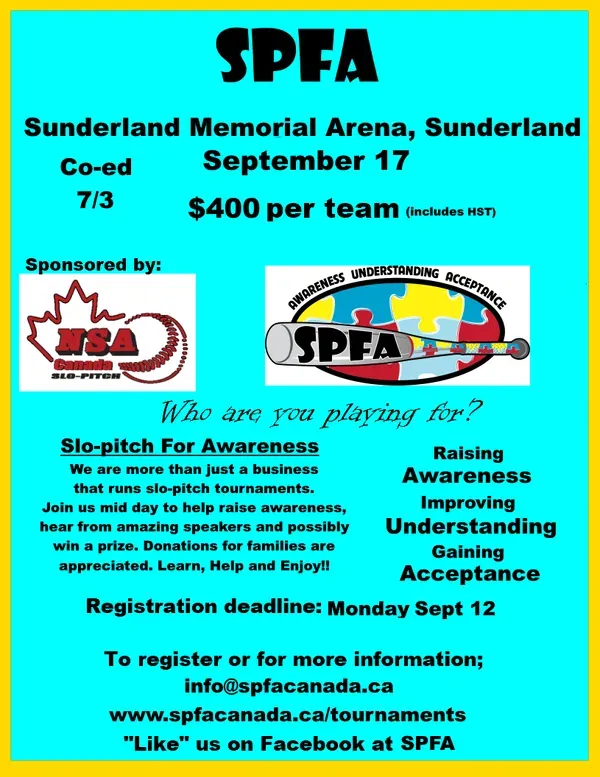 SPFA
Sunderland Memorial Arena, Sunderland
Co-ed
7/3
September 17
$400 per team (includes HST)
Sponsored by:
NSA
Canada
SLO-PITCH
AWARENESS UNDERSTANDING ACCEPTANCE
SPFA
Who are you playing for?
Slo-pitch For Awareness
We are more than just a business
that runs slo-pitch tournaments.
Join us mid day to help raise awareness,
hear from amazing speakers and possibly
win a prize. Donations for families are
appreciated. Learn, Help and Enjoy!!
Raising
Awareness
Improving
Understanding
Gaining
Acceptance
Registration deadline: Monday Sept 12
To register or for more information;
info@spfacanada.ca
www.spfacanada.ca/tournaments
"Like" us on Facebook at SPFA